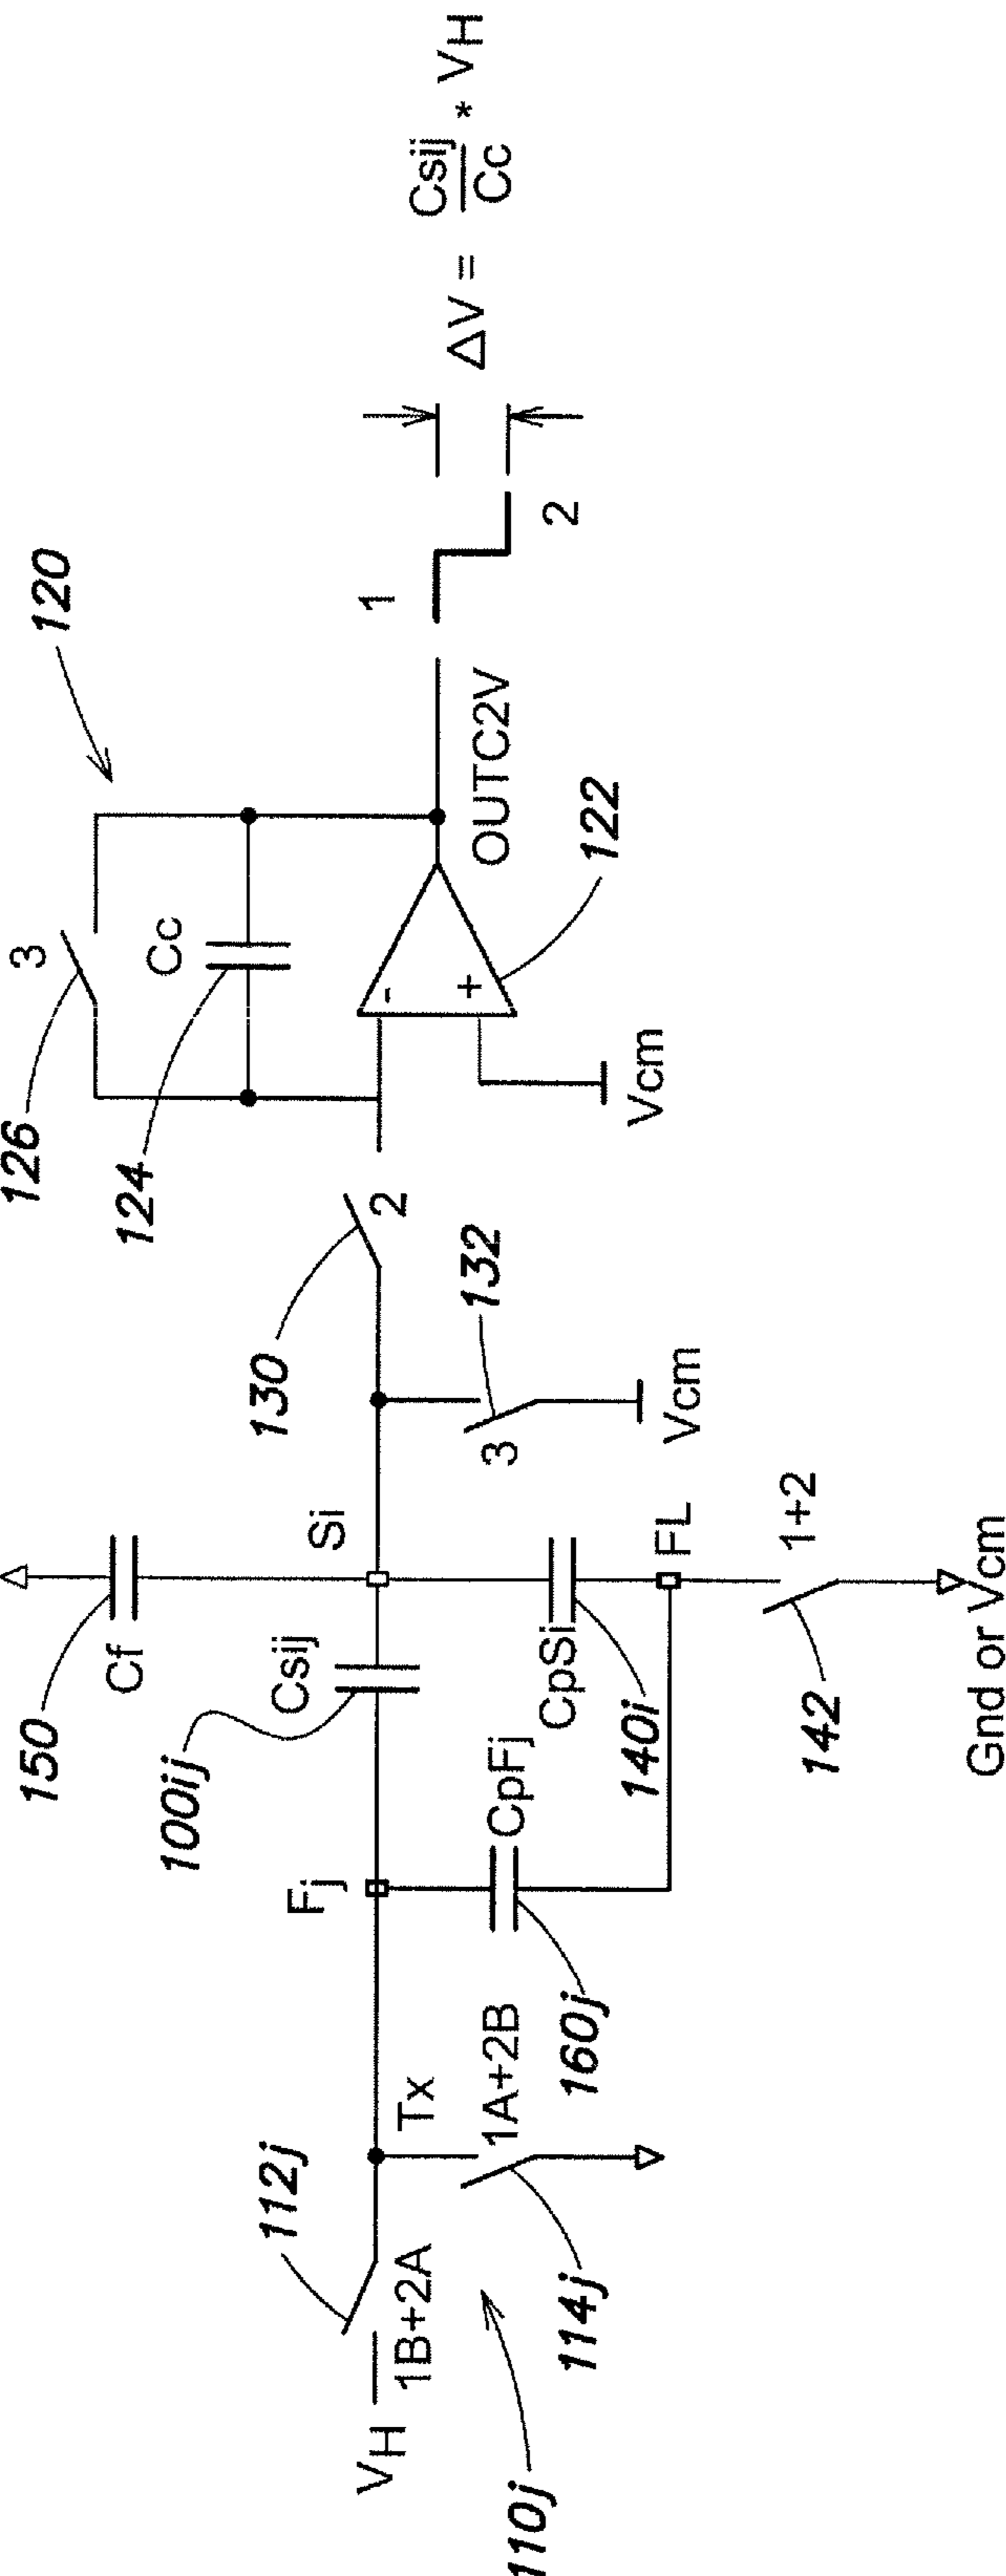 120
126
3
124
Cc
1
ΔV = Csij/Cc * VH
2
OUTC2V
122
-
+
Vcm
130
2
132
3
Vcm
150
Cf
Si
100ij
Csij
Fj
CpSi
140i
FL
1+2
142
Gnd or Vcm
CpFj
160j
112j
Tx
1A+2B
114j
VH
1B+2A
110j